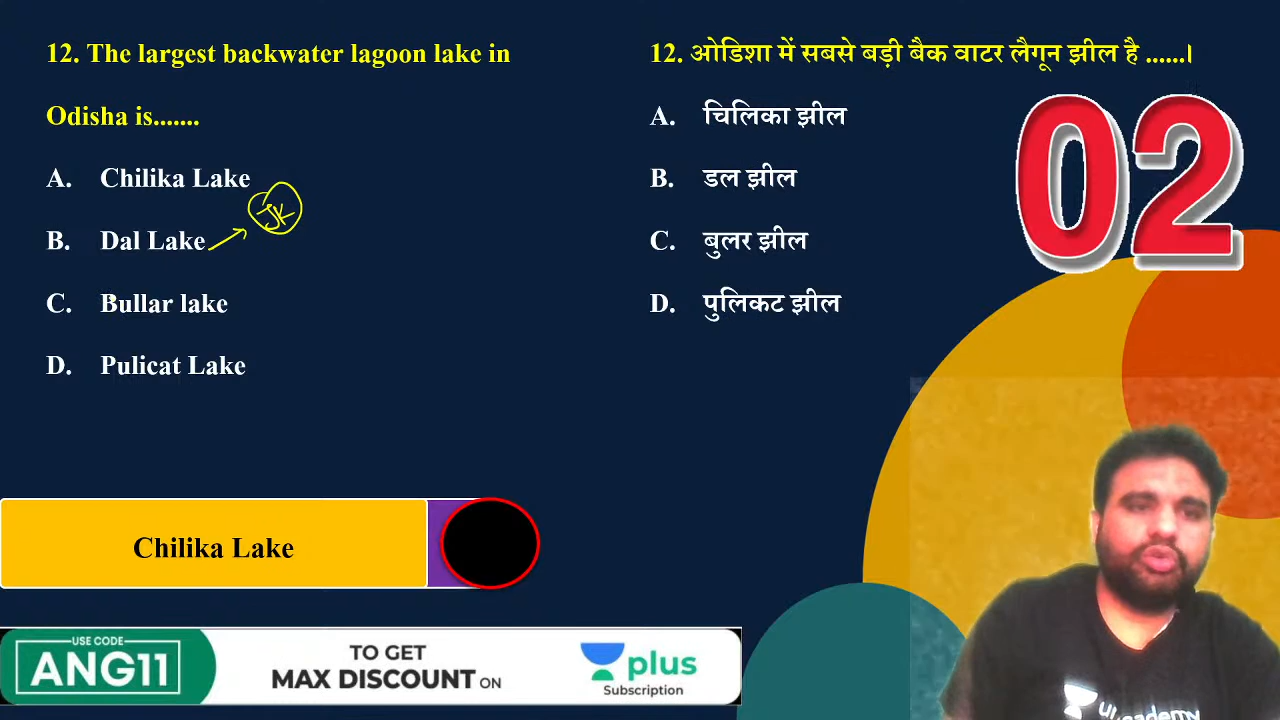 12. The largest backwater lagoon lake in
Odisha is.......
A. Chilika Lake
B. Dal Lake
JK
C. Bullar lake
D. Pulicat Lake
12. ओडिशा में सबसे बड़ी बैक वाटर लैगून झील है ......।
A. चिलिका झील
B. डल झील
C. बुलर झील
D. पुलिकट झील
02
Chilika Lake
USE CODE
ANG11
TO GET
MAX DISCOUNT ON
plus
Subscription